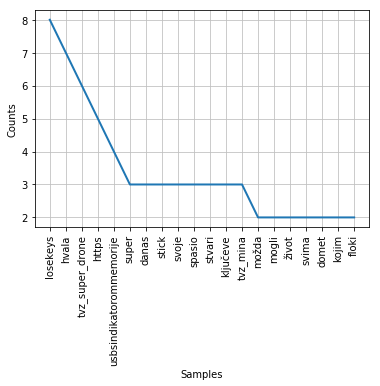 8
7
6
5
4
3
2
Counts
losekeys
hvala
tvz_super_drone
https
usbsindikatorommemorije
super
danas
stick
svoje
spasio
stvari
ključeve
tvz_mina
možda
mogli
život
svima
domet
kojim
floki
Samples